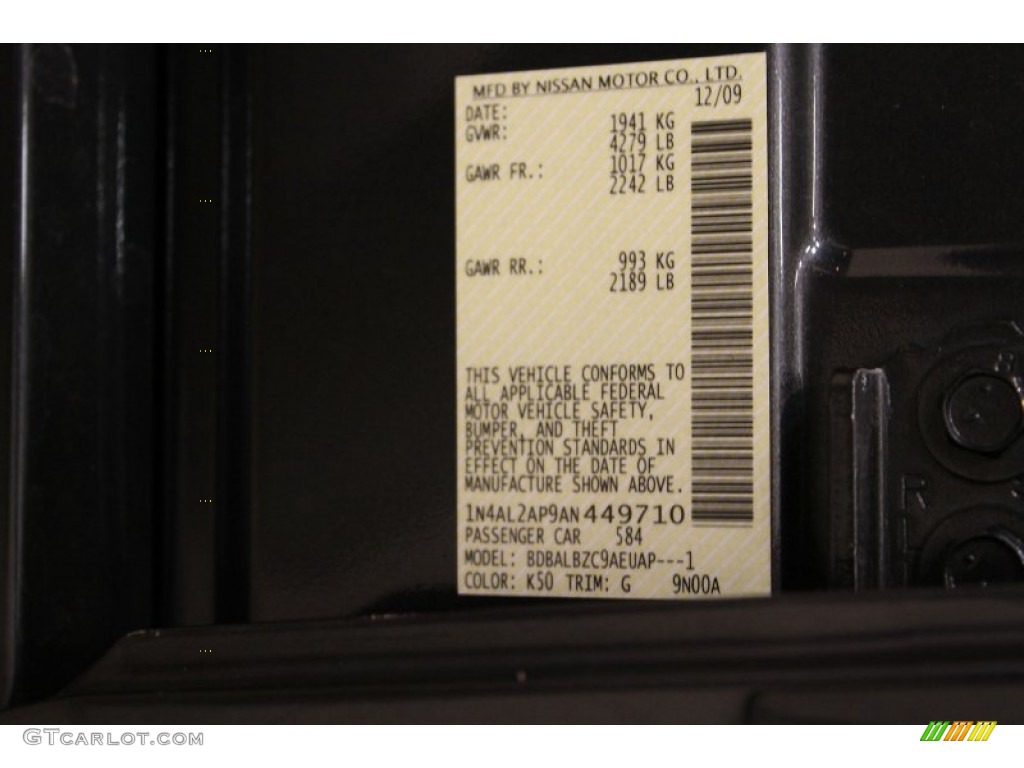 MFD BY NISSAN MOTOR CO., LTD.
DATE: 12/09
GVWR: 1941 KG
4279 LB
GAWR FR.: 1017 KG
2242 LB
GAWR RR.: 993 KG
2189 LB
THIS VEHICLE CONFORMS TO
ALL APPLICABLE FEDERAL
MOTOR VEHICLE SAFETY,
BUMPER, AND THEFT
PREVENTION STANDARDS IN
EFFECT ON THE DATE OF
MANUFACTURE SHOWN ABOVE.
1N4AL2AP9AN449710
PASSENGER CAR 584
MODEL: BDBALBZC9AEUAP---1
COLOR: K50 TRIM: G 9N00A
8
R
GTCARLOT.COM